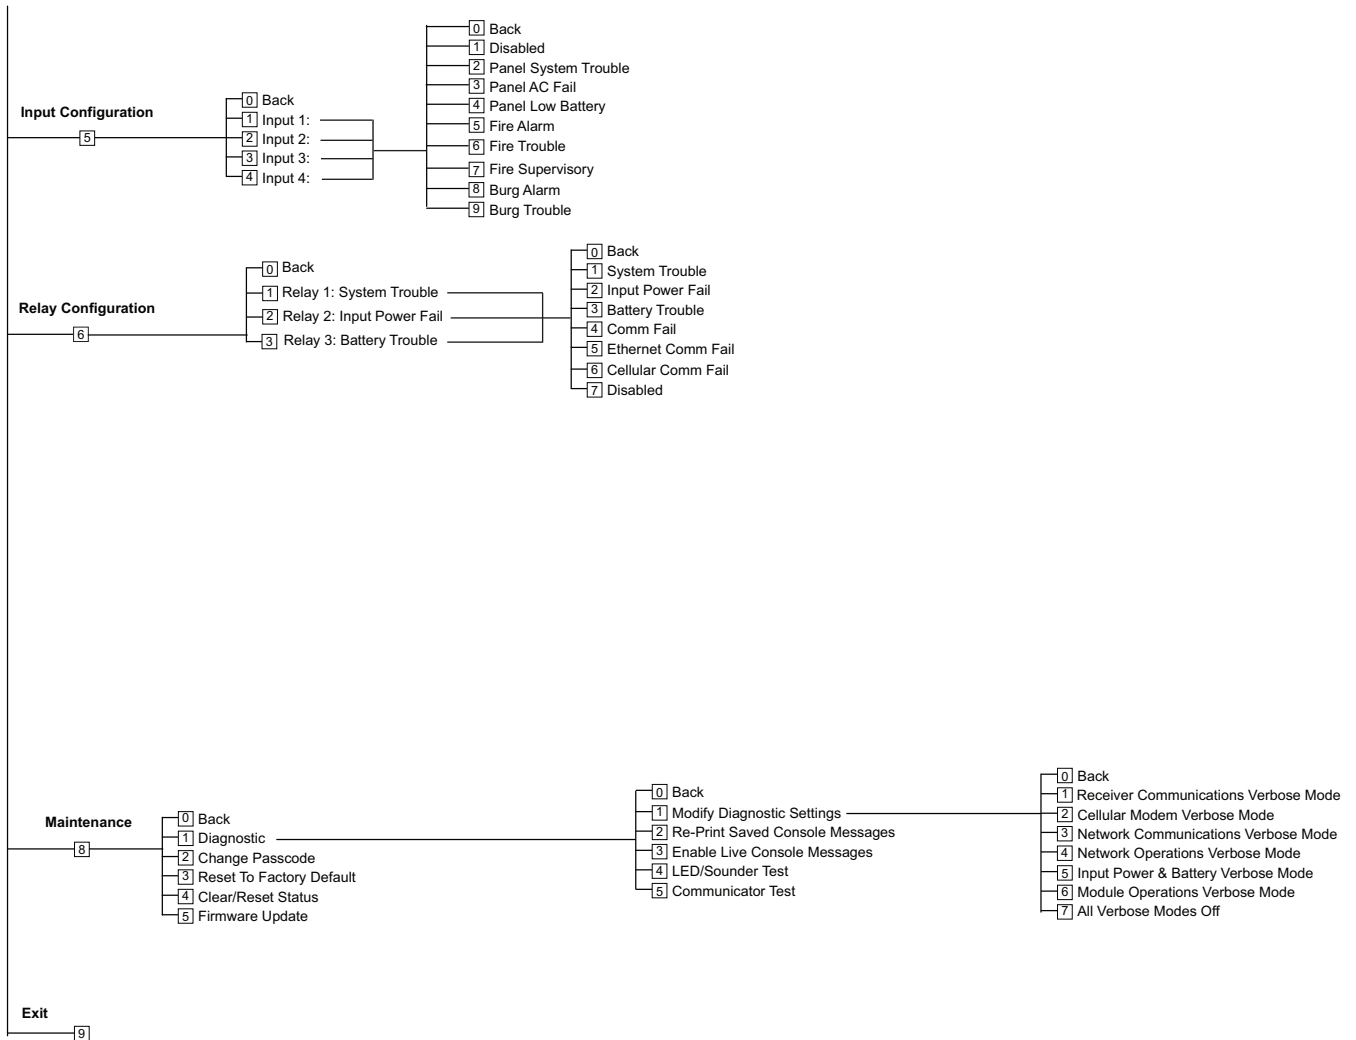 Input Configuration
5
0 Back
1 Input 1:
2 Input 2:
3 Input 3:
4 Input 4:
0 Back
1 Disabled
2 Panel System Trouble
3 Panel AC Fail
4 Panel Low Battery
5 Fire Alarm
6 Fire Trouble
7 Fire Supervisory
8 Burg Alarm
9 Burg Trouble
Relay Configuration
6
0 Back
1 Relay 1: System Trouble
2 Relay 2: Input Power Fail
3 Relay 3: Battery Trouble
0 Back
1 System Trouble
2 Input Power Fail
3 Battery Trouble
4 Comm Fail
5 Ethernet Comm Fail
6 Cellular Comm Fail
7 Disabled
Maintenance
8
0 Back
1 Diagnostic
2 Change Passcode
3 Reset To Factory Default
4 Clear/Reset Status
5 Firmware Update
0 Back
1 Modify Diagnostic Settings
2 Re-Print Saved Console Messages
3 Enable Live Console Messages
4 LED/Sounder Test
5 Communicator Test
0 Back
1 Receiver Communications Verbose Mode
2 Cellular Modem Verbose Mode
3 Network Communications Verbose Mode
4 Network Operations Verbose Mode
5 Input Power & Battery Verbose Mode
6 Module Operations Verbose Mode
7 All Verbose Modes Off
Exit
9